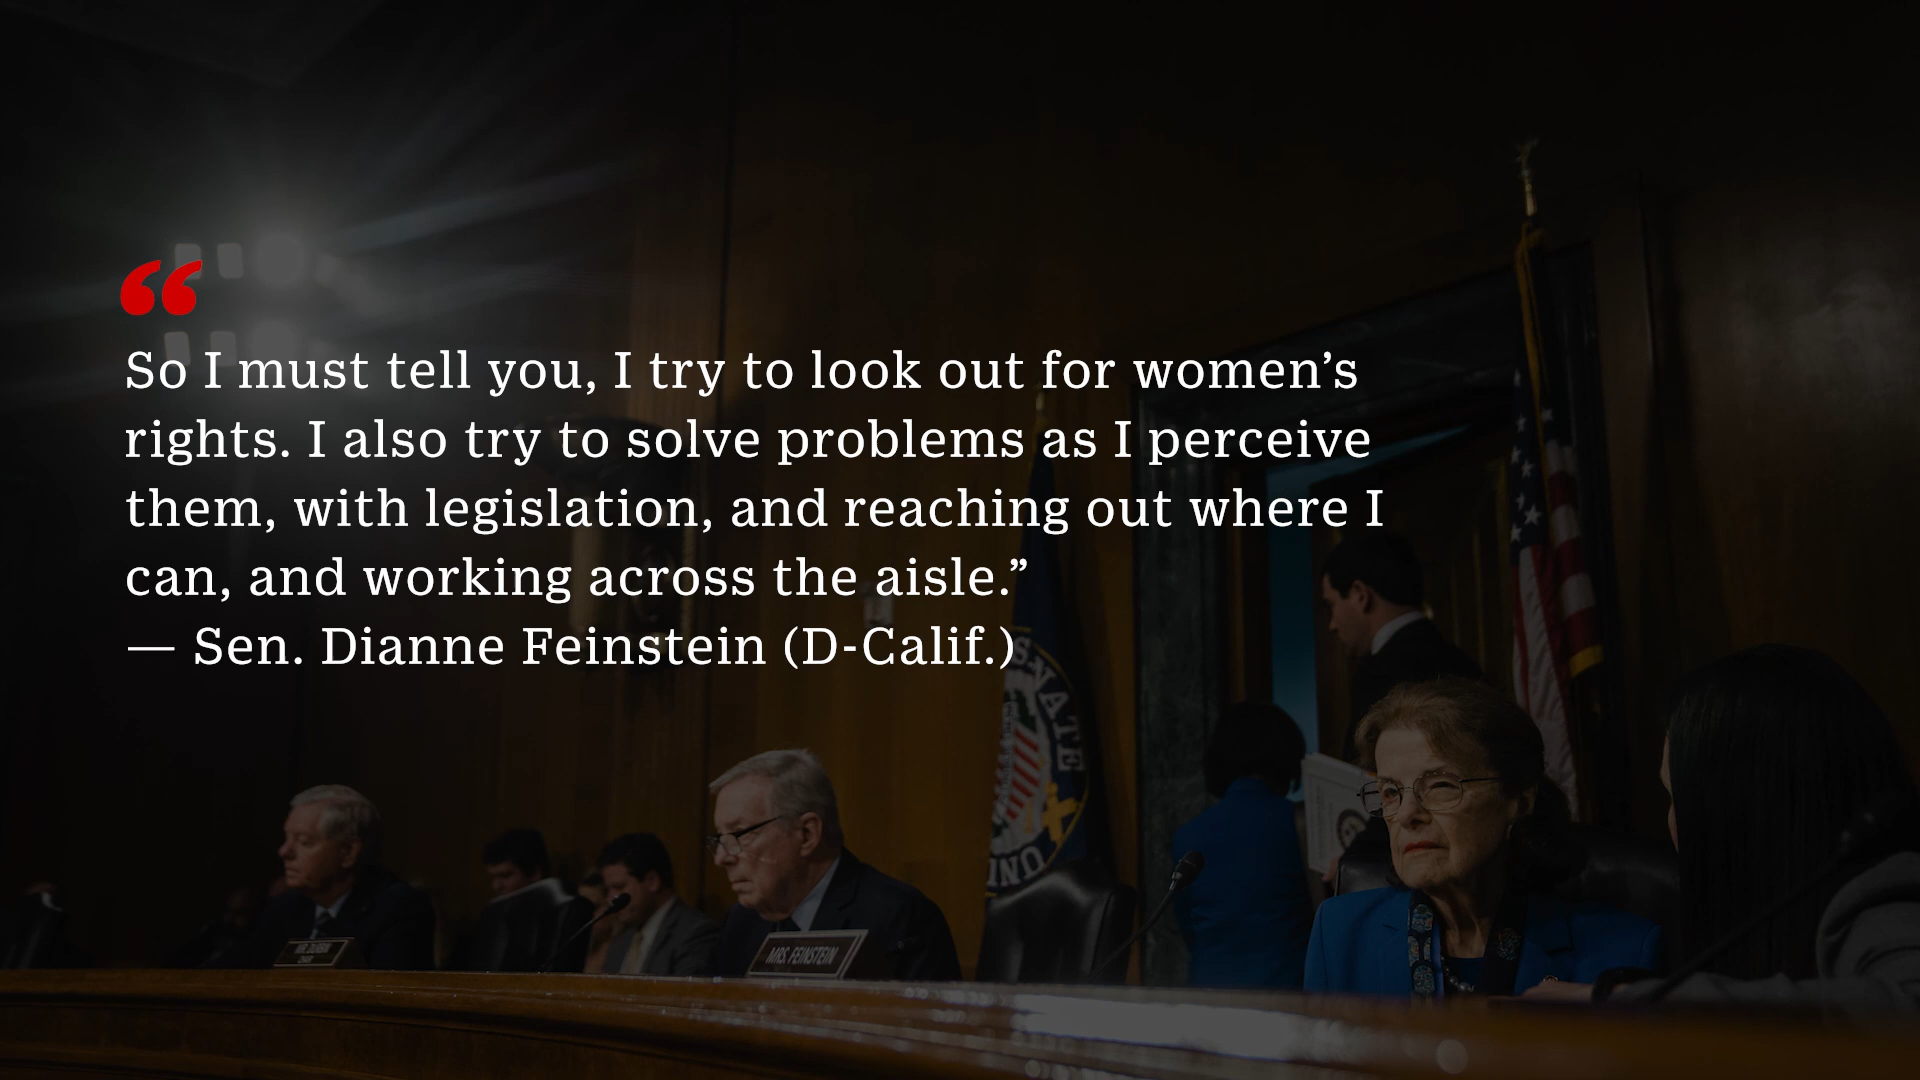 “
So I must tell you, I try to look out for women’s
rights. I also try to solve problems as I perceive
them, with legislation, and reaching out where I
can, and working across the aisle.”
— Sen. Dianne Feinstein (D-Calif.)
MRS. FEINSTEIN